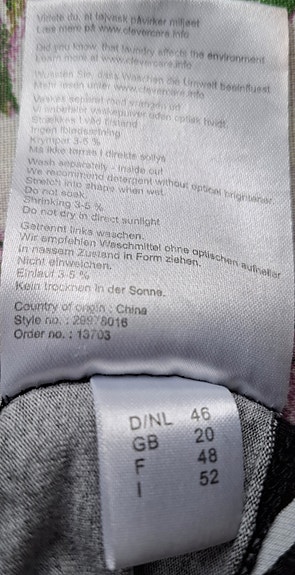 Vidste du, at tøjvask påvirker miljøet
Læs mere på www.clevercare.info
Did you know, that laundry affects the environment
Learn more at www.clevercare.info
Wussten Sie, dass Waschen die Umwelt beeinflusst
Mehr lesen unter www.clevercare.info
Vaskes separat med vrangen ud
Vi anbefaler vaskepulver uden optisk hvidt.
Strækkes i våd tilstand
Ingen iblødsætning
Krymper 3-5 %
Må ikke tørres i direkte sollys
Wash separately - inside out
We recommend detergent without optical brightener
Stretch into shape when wet.
Do not soak
Shrinking 3-5 %
Do not dry in direct sunlight
Getrennt links waschen.
Wir empfehlen Waschmittel ohne optischen aufheller
in nassem Zustand in Form ziehen.
Nicht einweichen.
Einlauf 3-5 %
Kein trocknen in der Sonne.
Country of origin : China
Style no. : 29978016
Order no. : 13703
D/NL 46
GB 20
F 48
I 52